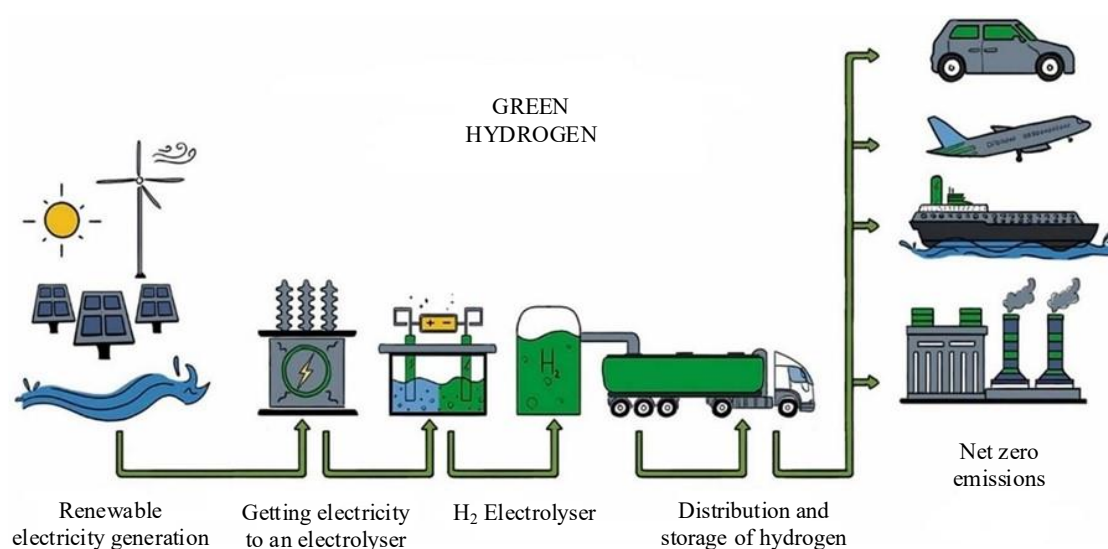 GREEN
HYDROGEN
H₂
Renewable
electricity generation
Getting electricity
to an electrolyser
H₂ Electrolyser
Distribution and
storage of hydrogen
Net zero
emissions